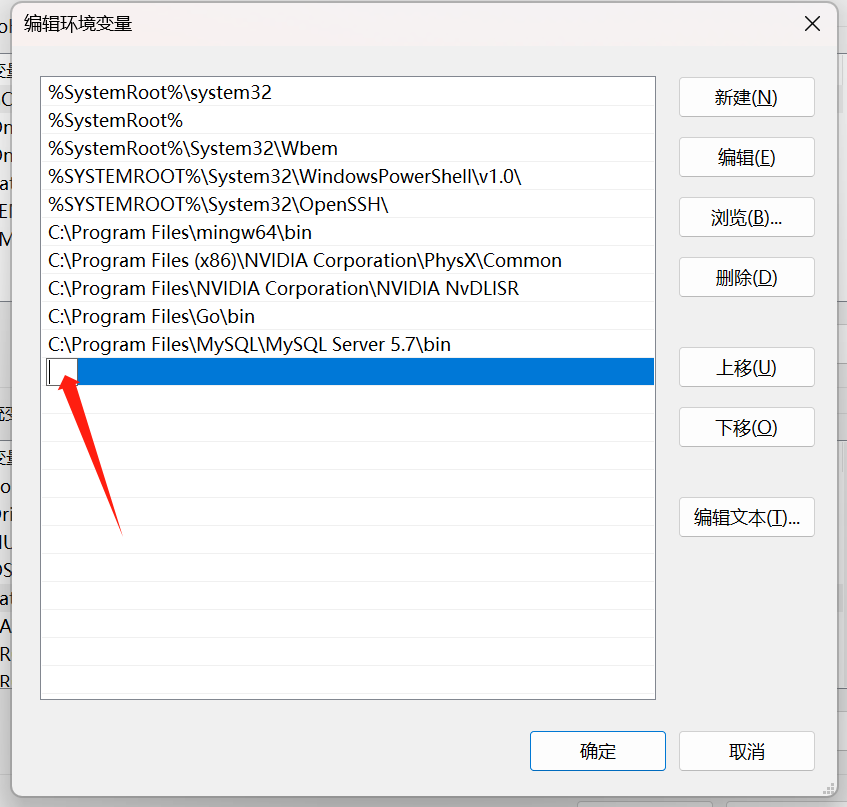 编辑环境变量
%SystemRoot%\system32
%SystemRoot%
%SystemRoot%\System32\Wbem
%SYSTEMROOT%\System32\WindowsPowerShell\v1.0\
%SYSTEMROOT%\System32\OpenSSH\
C:\Program Files\mingw64\bin
C:\Program Files (x86)\NVIDIA Corporation\PhysX\Common
C:\Program Files\NVIDIA Corporation\NVIDIA NvDLISR
C:\Program Files\Go\bin
C:\Program Files\MySQL\MySQL Server 5.7\bin
新建(N)
编辑(E)
浏览(B)...
删除(D)
上移(U)
下移(O)
编辑文本(T)...
确定
取消